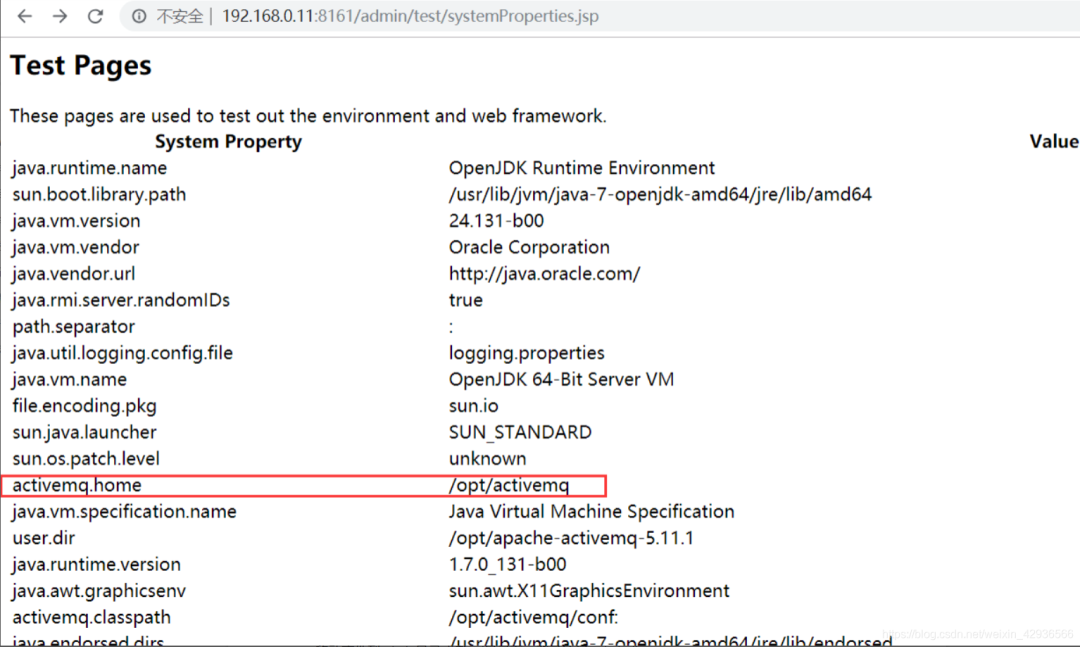 不安全 | 192.168.0.11:8161/admin/test/systemProperties.jsp
Test Pages
These pages are used to test out the environment and web framework.
System Property Value
java.runtime.name OpenJDK Runtime Environment
sun.boot.library.path /usr/lib/jvm/java-7-openjdk-amd64/jre/lib/amd64
java.vm.version 24.131-b00
java.vm.vendor Oracle Corporation
java.vendor.url http://java.oracle.com/
java.rmi.server.randomIDs true
path.separator :
java.util.logging.config.file logging.properties
java.vm.name OpenJDK 64-Bit Server VM
file.encoding.pkg sun.io
sun.java.launcher SUN_STANDARD
sun.os.patch.level unknown
activemq.home /opt/activemq
java.vm.specification.name Java Virtual Machine Specification
user.dir /opt/apache-activemq-5.11.1
java.runtime.version 1.7.0_131-b00
java.awt.graphicsenv sun.awt.X11GraphicsEnvironment
activemq.classpath /opt/activemq/conf:
java.endorsed.dirs /usr/lib/jvm/java-7-openjdk-amd64/jre/lib/endorsed
https://blog.csdn.net/weixin_42936566